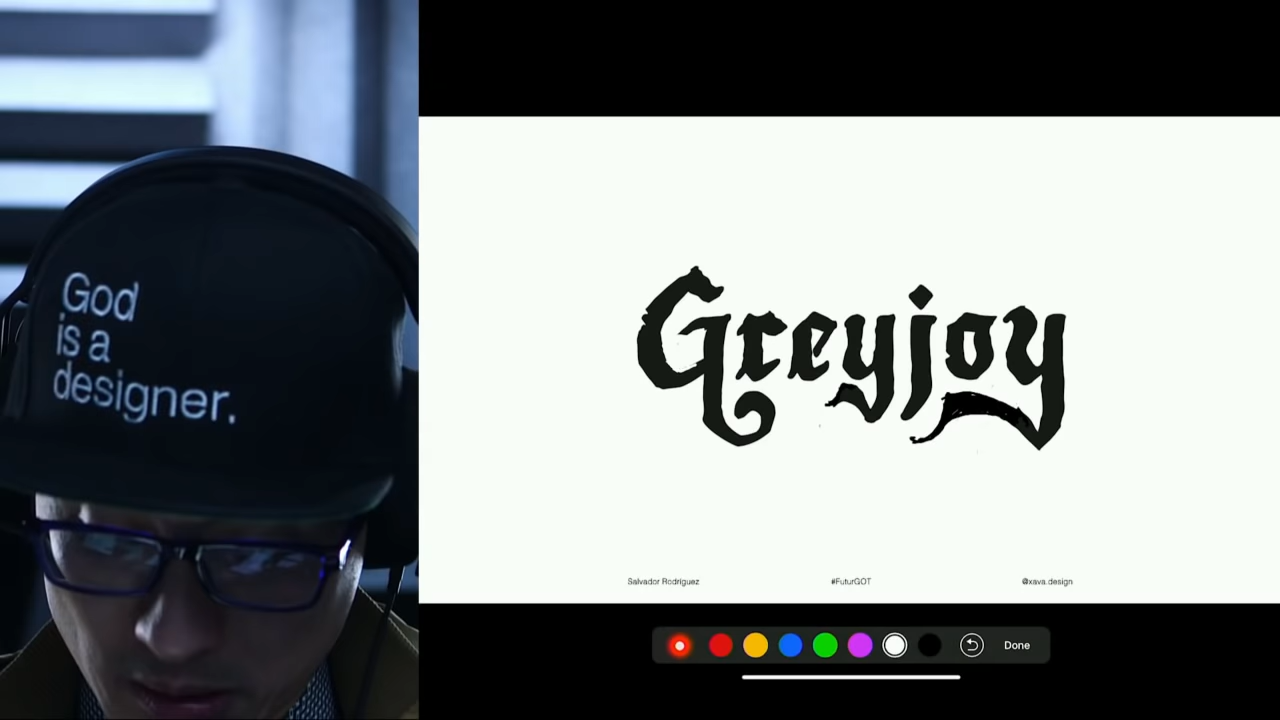 God
is a
designer.
Greyjoy
Salvador Rodriguez
#FuturGOT
@xava.design
Done